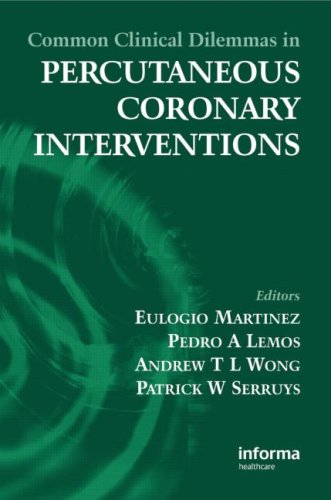 Common Clinical Dilemmas in
PERCUTANEOUS
CORONARY
INTERVENTIONS
Editors
EULOGIO MARTINEZ
PEDRO A LEMOS
ANDREW T L WONG
PATRICK W SERRUYS
informa
healthcare